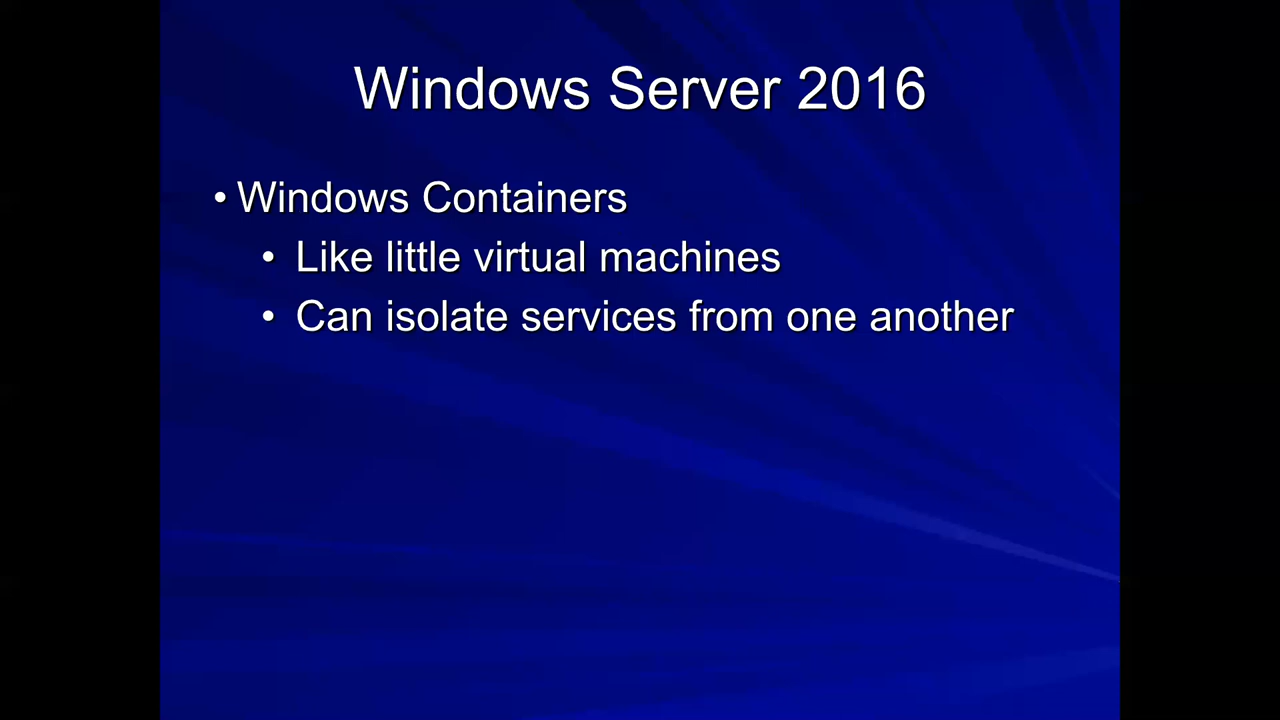 Windows Server 2016
• Windows Containers
• Like little virtual machines
• Can isolate services from one another